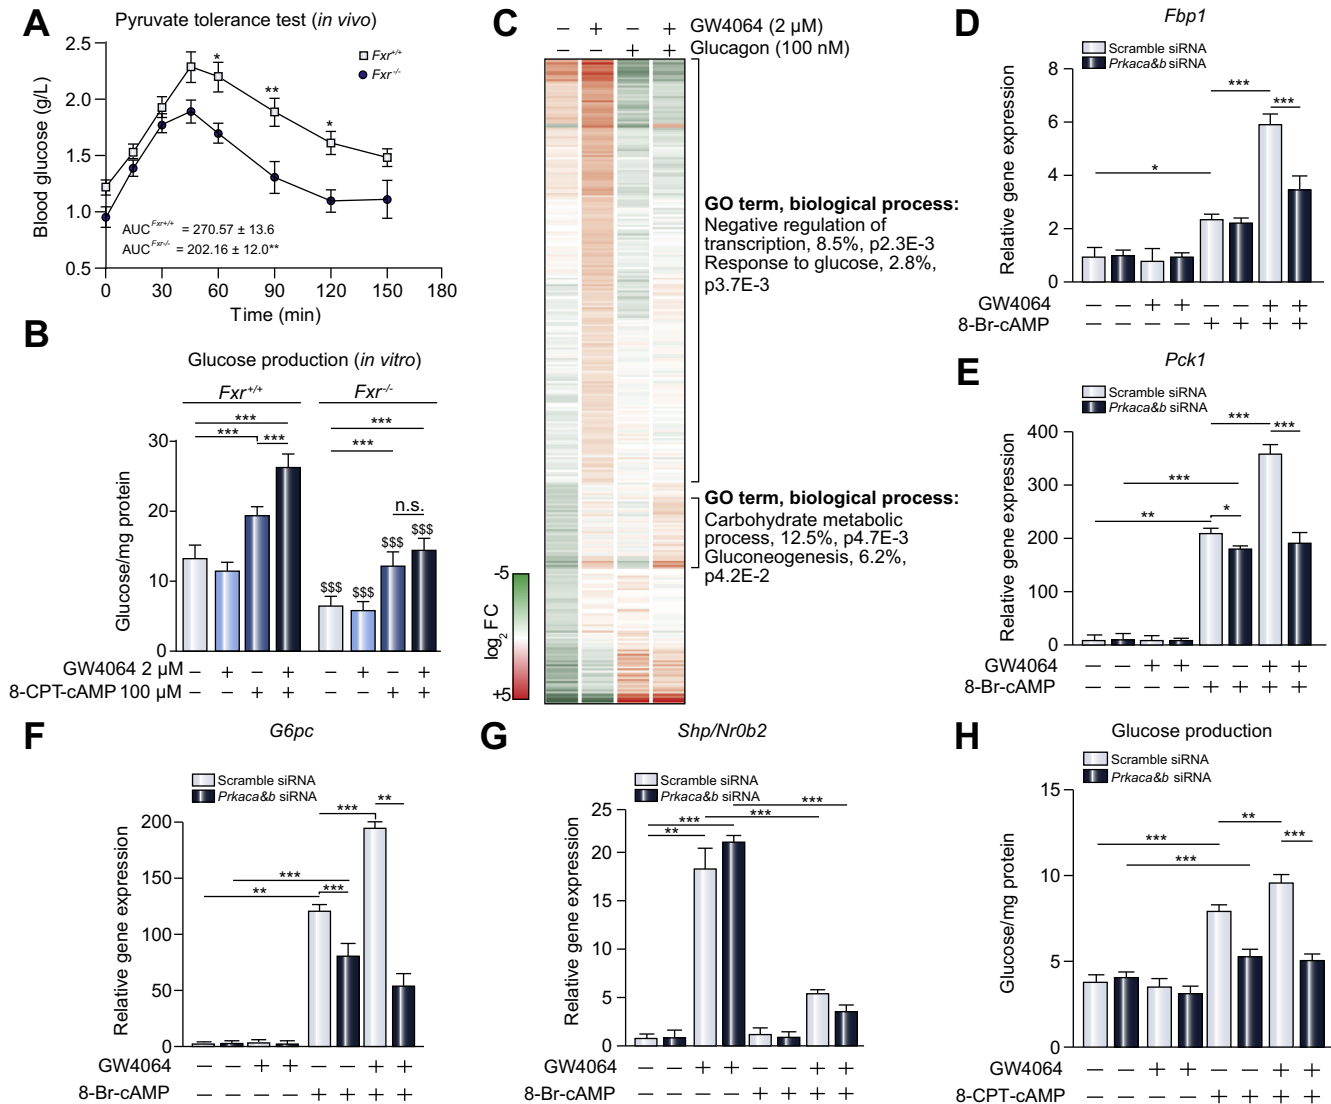 A
Pyruvate tolerance test (in vivo)
Blood glucose (g/L)
2.5
2.0
1.5
1.0
0.5
Fxr+/+
Fxr-/-
*
**
*
AUC Fxr+/+ = 270.57 ± 13.6
AUC Fxr-/- = 202.16 ± 12.0**
0 30 60 90 120 150 180
Time (min)
B
Glucose production (in vitro)
Fxr+/+ Fxr-/-
Glucose/mg protein
30
20
10
0
***
*** ***
***
***
n.s.
$$$ $$$ $$$ $$$
GW4064 2 µM – + – + – + – +
8-CPT-cAMP 100 µM – – + + – – + +
C
– + – + GW4064 (2 µM)
– – + + Glucagon (100 nM)
GO term, biological process:
Negative regulation of
transcription, 8.5%, p2.3E-3
Response to glucose, 2.8%,
p3.7E-3
GO term, biological process:
Carbohydrate metabolic
process, 12.5%, p4.7E-3
Gluconeogenesis, 6.2%,
p4.2E-2
-5
log2 FC
+5
D
Fbp1
Scramble siRNA
Prkaca&b siRNA
Relative gene expression
8
6
4
2
0
***
***
*
GW4064 – – + + – – + +
8-Br-cAMP – – – – + + + +
E
Pck1
Scramble siRNA
Prkaca&b siRNA
Relative gene expression
400
300
200
100
0
***
***
***
**
*
GW4064 – – + + – – + +
8-Br-cAMP – – – – + + + +
F
G6pc
Scramble siRNA
Prkaca&b siRNA
Relative gene expression
200
150
100
50
0
**
***
***
***
**
GW4064 – – + + – – + +
8-Br-cAMP – – – – + + + +
G
Shp/Nr0b2
Scramble siRNA
Prkaca&b siRNA
Relative gene expression
25
20
15
10
5
0
***
***
***
**
GW4064 – – + + – – + +
8-Br-cAMP – – – – + + + +
H
Glucose production
Scramble siRNA
Prkaca&b siRNA
Glucose/mg protein
15
10
5
0
**
***
***
***
GW4064 – – + + – – + +
8-CPT-cAMP – – – – + + + +